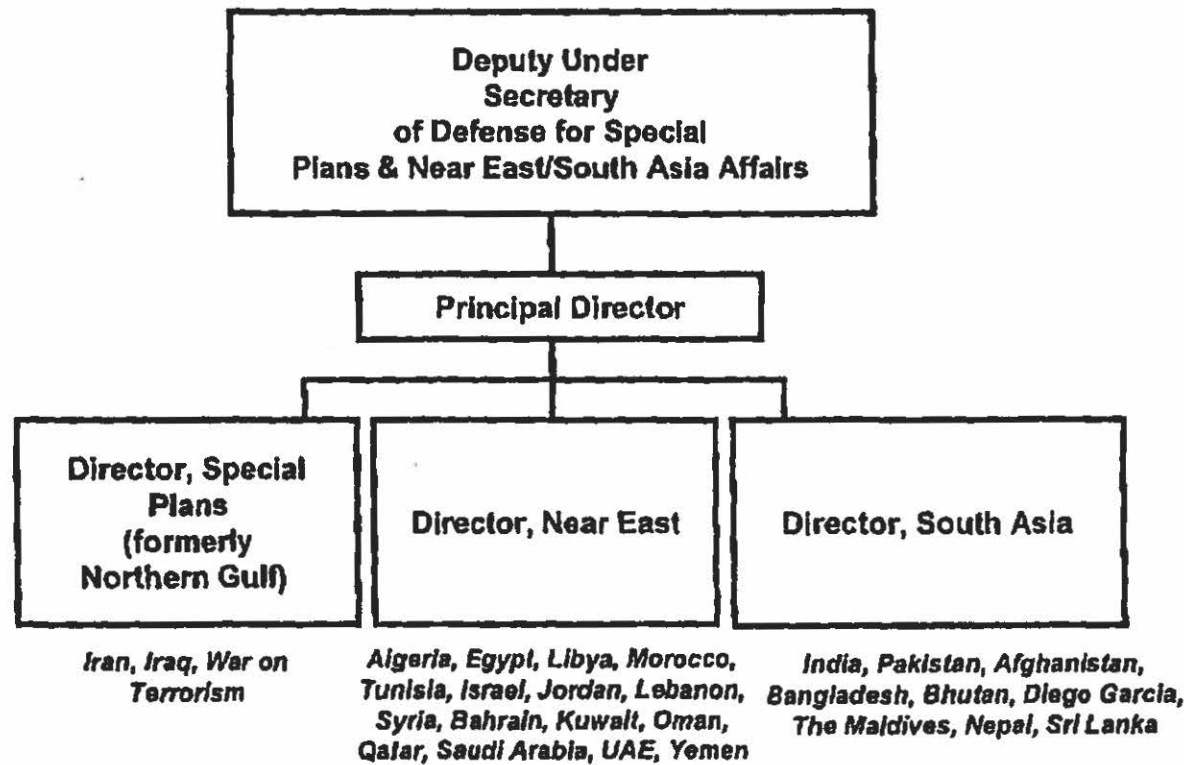 Deputy Under
Secretary
of Defense for Special
Plans & Near East/South Asia Affairs
Principal Director
Director, Special
Plans
(formerly
Northern Gulf)
Director, Near East
Director, South Asia
Iran, Iraq, War on
Terrorism
Algeria, Egypt, Libya, Morocco,
Tunisia, Israel, Jordan, Lebanon,
Syria, Bahrain, Kuwait, Oman,
Qatar, Saudi Arabia, UAE, Yemen
India, Pakistan, Afghanistan,
Bangladesh, Bhutan, Diego Garcia,
The Maldives, Nepal, Sri Lanka